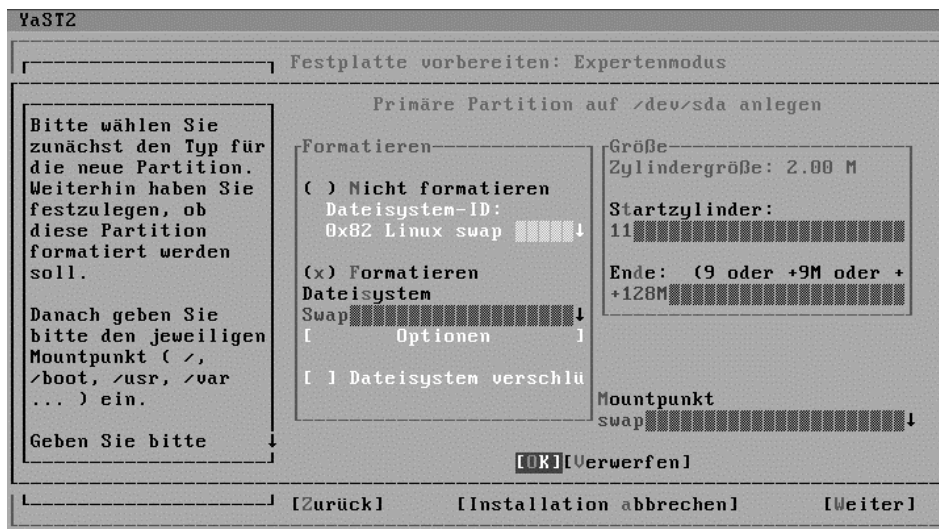 YaST2
Festplatte vorbereiten: Expertenmodus
Primäre Partition auf /dev/sda anlegen
Bitte wählen Sie
zunächst den Typ für
die neue Partition.
Weiterhin haben Sie
festzulegen, ob
diese Partition
formatiert werden
soll.
Danach geben Sie
bitte den jeweiligen
Mountpunkt ( /,
/boot, /usr, /var
... ) ein.
Geben Sie bitte
Formatieren
( ) Nicht formatieren
Dateisystem-ID:
0x82 Linux swap
(x) Formatieren
Dateisystem
Swap
[ Optionen ]
[ ] Dateisystem verschlü
Größe
Zylindergröße: 2.00 M
Startzylinder:
11
Ende: (9 oder +9M oder +
+128M
Mountpunkt
swap
[OK][Verwerfen]
[Zurück] [Installation abbrechen] [Weiter]